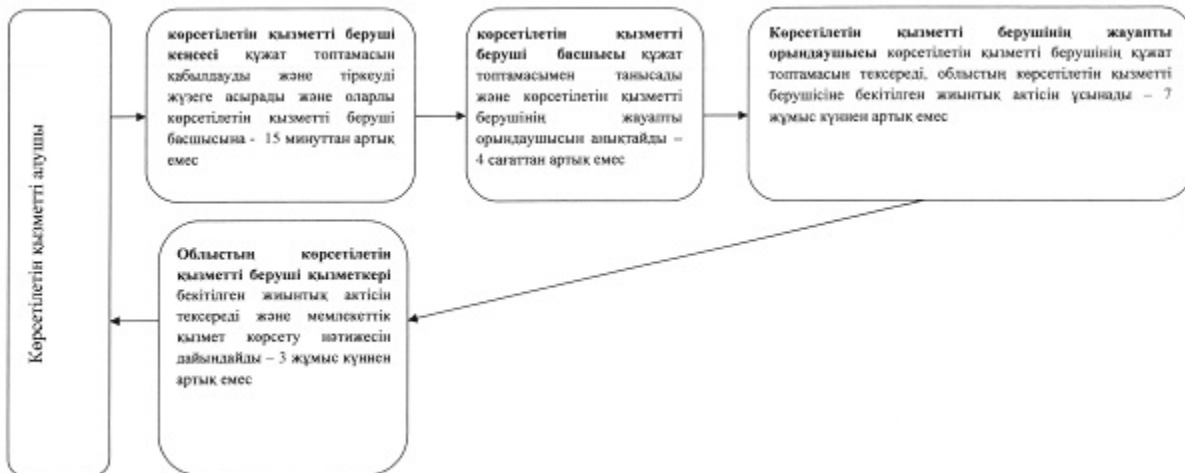 Көрсетілетін қызметті алушы
көрсетілетін қызметті беруші
кеңсесі құжат топтамасын
қабылдауды және тіркеуді
жүзеге асырады және оларлы
көрсетілетін қызметті беруші
басшысына - 15 минуттан артық
емес
көрсетілетін қызметті
беруші басшысы құжат
топтамасымен танысады
және көрсетілетін қызметті
берушінің жауапты
орындаушысын анықтайды –
4 сағаттан артық емес
Көрсетілетін қызметті берушінің жауапты
орындаушысы көрсетілетін қызметті берушінің құжат
топтамасын тексереді, облыстың көрсетілетін қызметті
берушісіне бекітілген жиынтық актісін ұсынады – 7
жұмыс күннен артық емес
Облыстың көрсетілетін
қызметті беруші қызметкері
бекітілген жиынтық актісін
тексереді және мемлекеттік
қызмет көрсету нәтижесін
дайындайды – 3 жұмыс күннен
артық емес